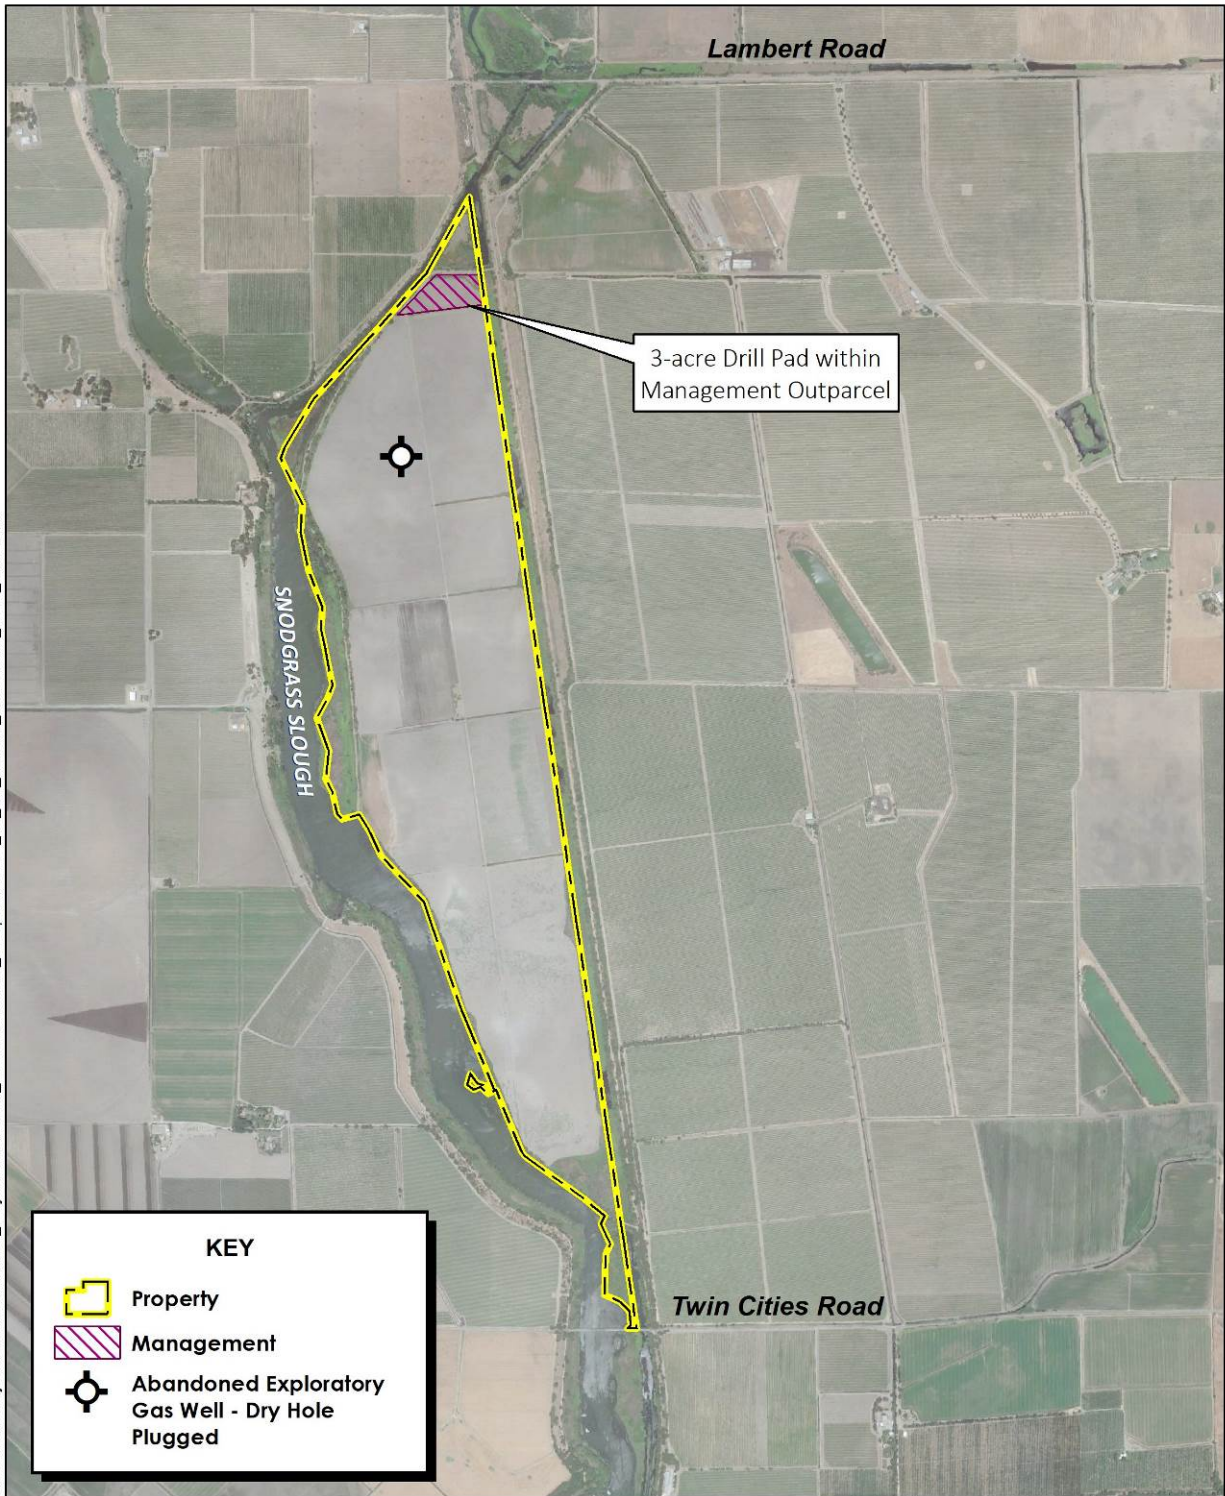 Lambert Road
3-acre Drill Pad within
Management Outparcel
SNODGRASS SLOUGH
Twin Cities Road
KEY
Property
Management
Abandoned Exploratory
Gas Well - Dry Hole
Plugged